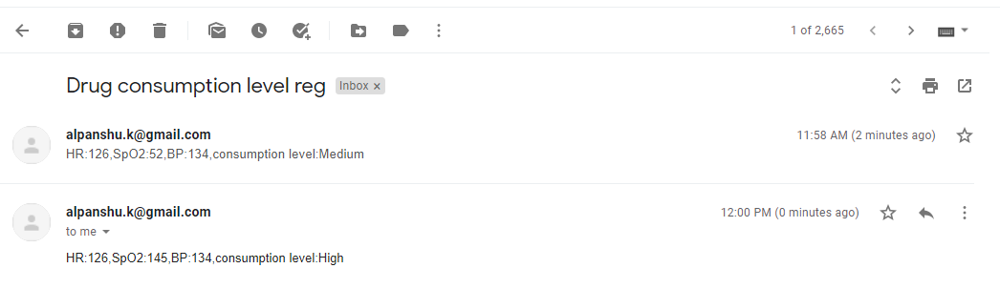 1 of 2,665
Drug consumption level reg Inbox ×
alpanshu.k@gmail.com 11:58 AM (2 minutes ago)
HR:126,SpO2:52,BP:134,consumption level:Medium
alpanshu.k@gmail.com 12:00 PM (0 minutes ago)
to me
HR:126,SpO2:145,BP:134,consumption level:High